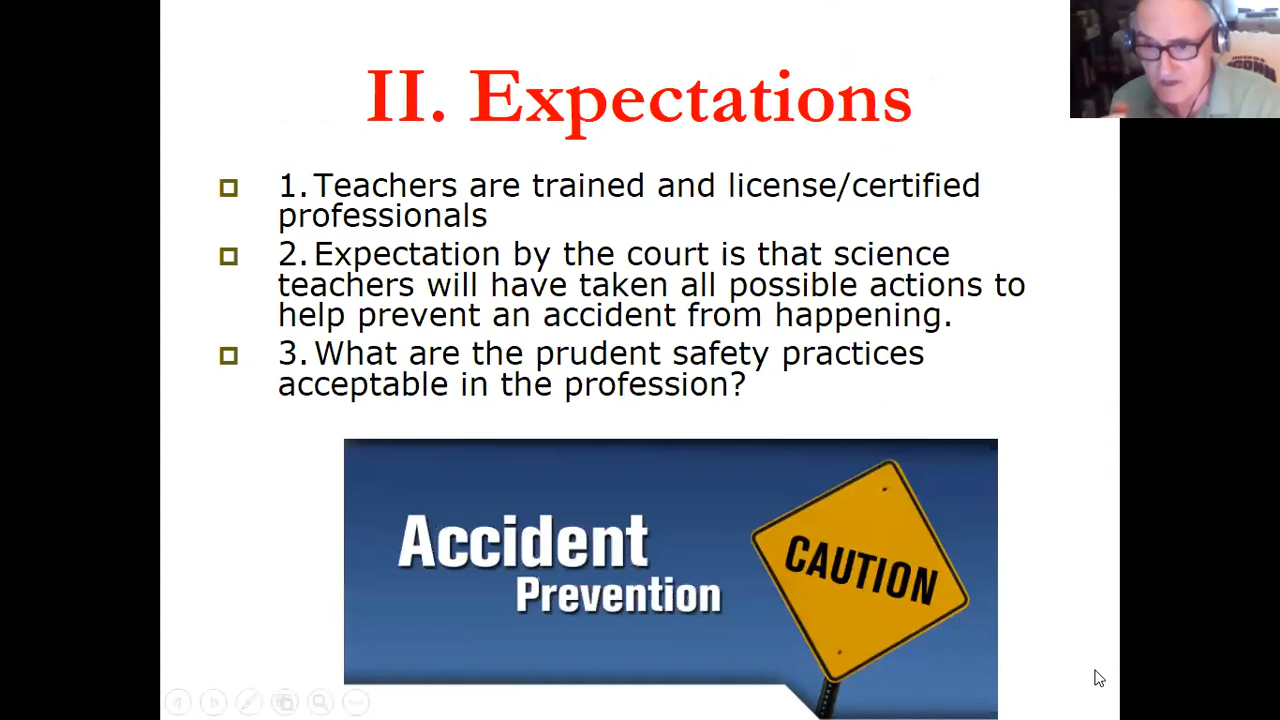 II. Expectations
1. Teachers are trained and license/certified
professionals
2. Expectation by the court is that science
teachers will have taken all possible actions to
help prevent an accident from happening.
3. What are the prudent safety practices
acceptable in the profession?
Accident
Prevention
CAUTION